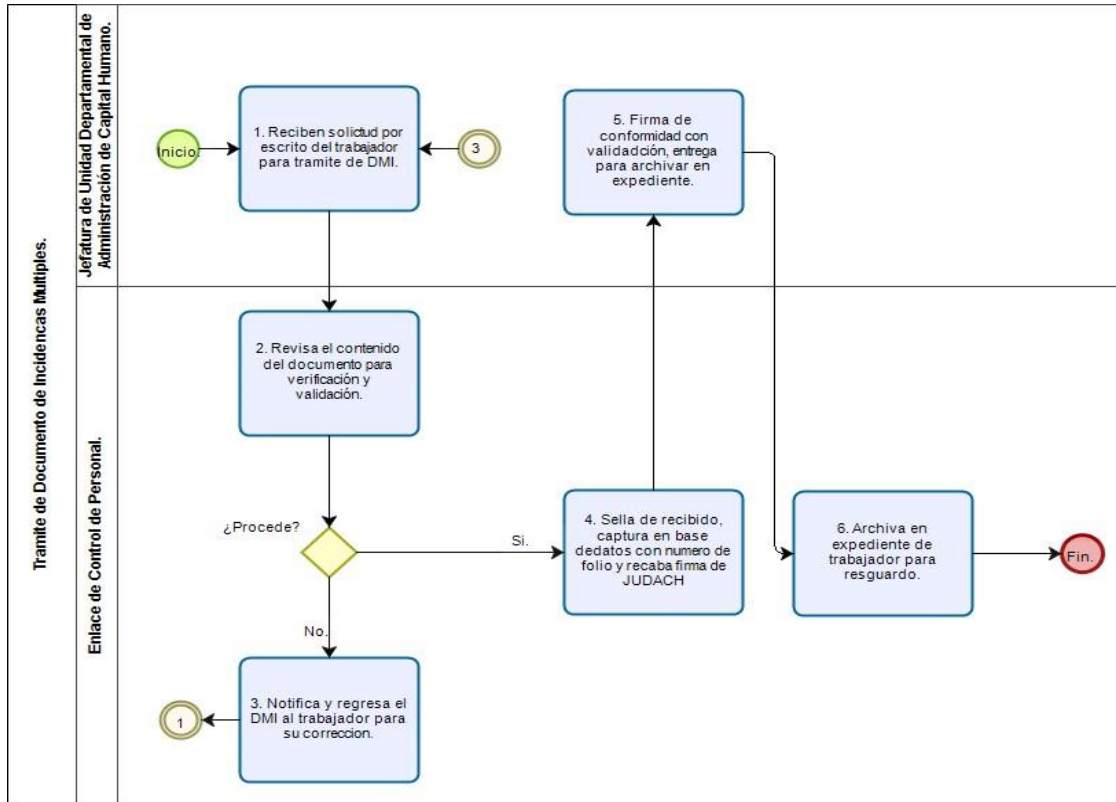 Tramite de Documento de Incidencas Multiples.
Jefatura de Unidad Departamental de
Administración de Capital Humano.
Inicio.
1. Reciben solictud por
escrito del trabajador
para tramite de DMI.
3
5. Firma de
conformidad con
validadción, entrega
para archivar en
expediente.
Enlace de Control de Personal.
2. Revisa el contenido
del documento para
verificación y
validación.
¿Procede?
Si.
4. Sella de recibido,
captura en base
dedatos con numero de
folio y recaba firma de
JUDACH
6. Archiva en
expediente de
trabajador para
resguardo.
Fin.
No.
3. Notifica y regresa el
DMI al trabajador para
su correccion.
1